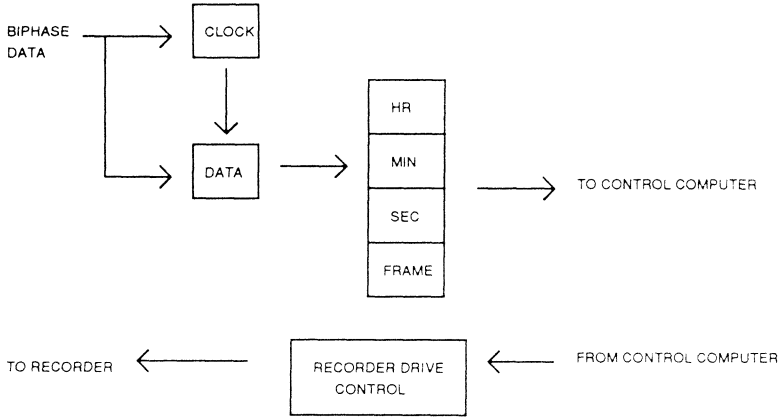 BIPHASE
DATA
CLOCK
DATA
HR
MIN
SEC
FRAME
TO CONTROL COMPUTER
TO RECORDER
RECORDER DRIVE
CONTROL
FROM CONTROL COMPUTER